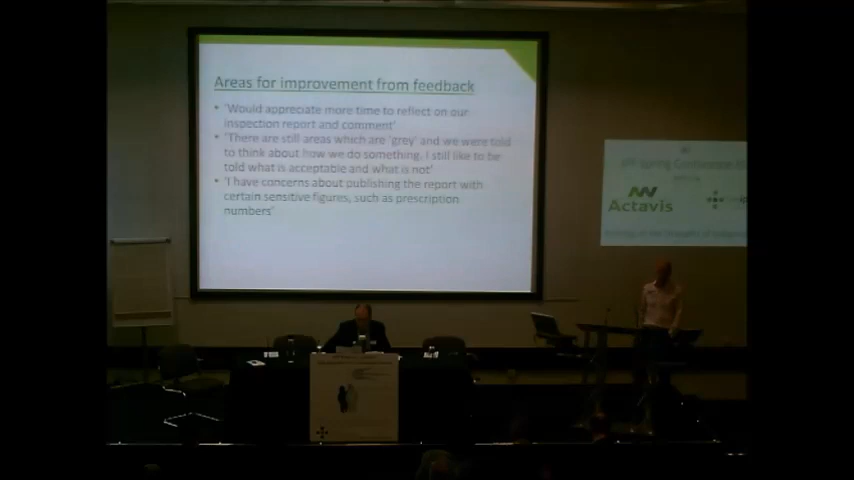 Areas for improvement from feedback
• 'Would appreciate more time to reflect on our
inspection report and comment'
• 'There are still areas which are 'grey' and we were told
to think about how we do something. I still like to be
told what is acceptable and what is not'
• 'I have concerns about publishing the report with
certain sensitive figures, such as prescription
numbers'
Spring Conference
Actavis